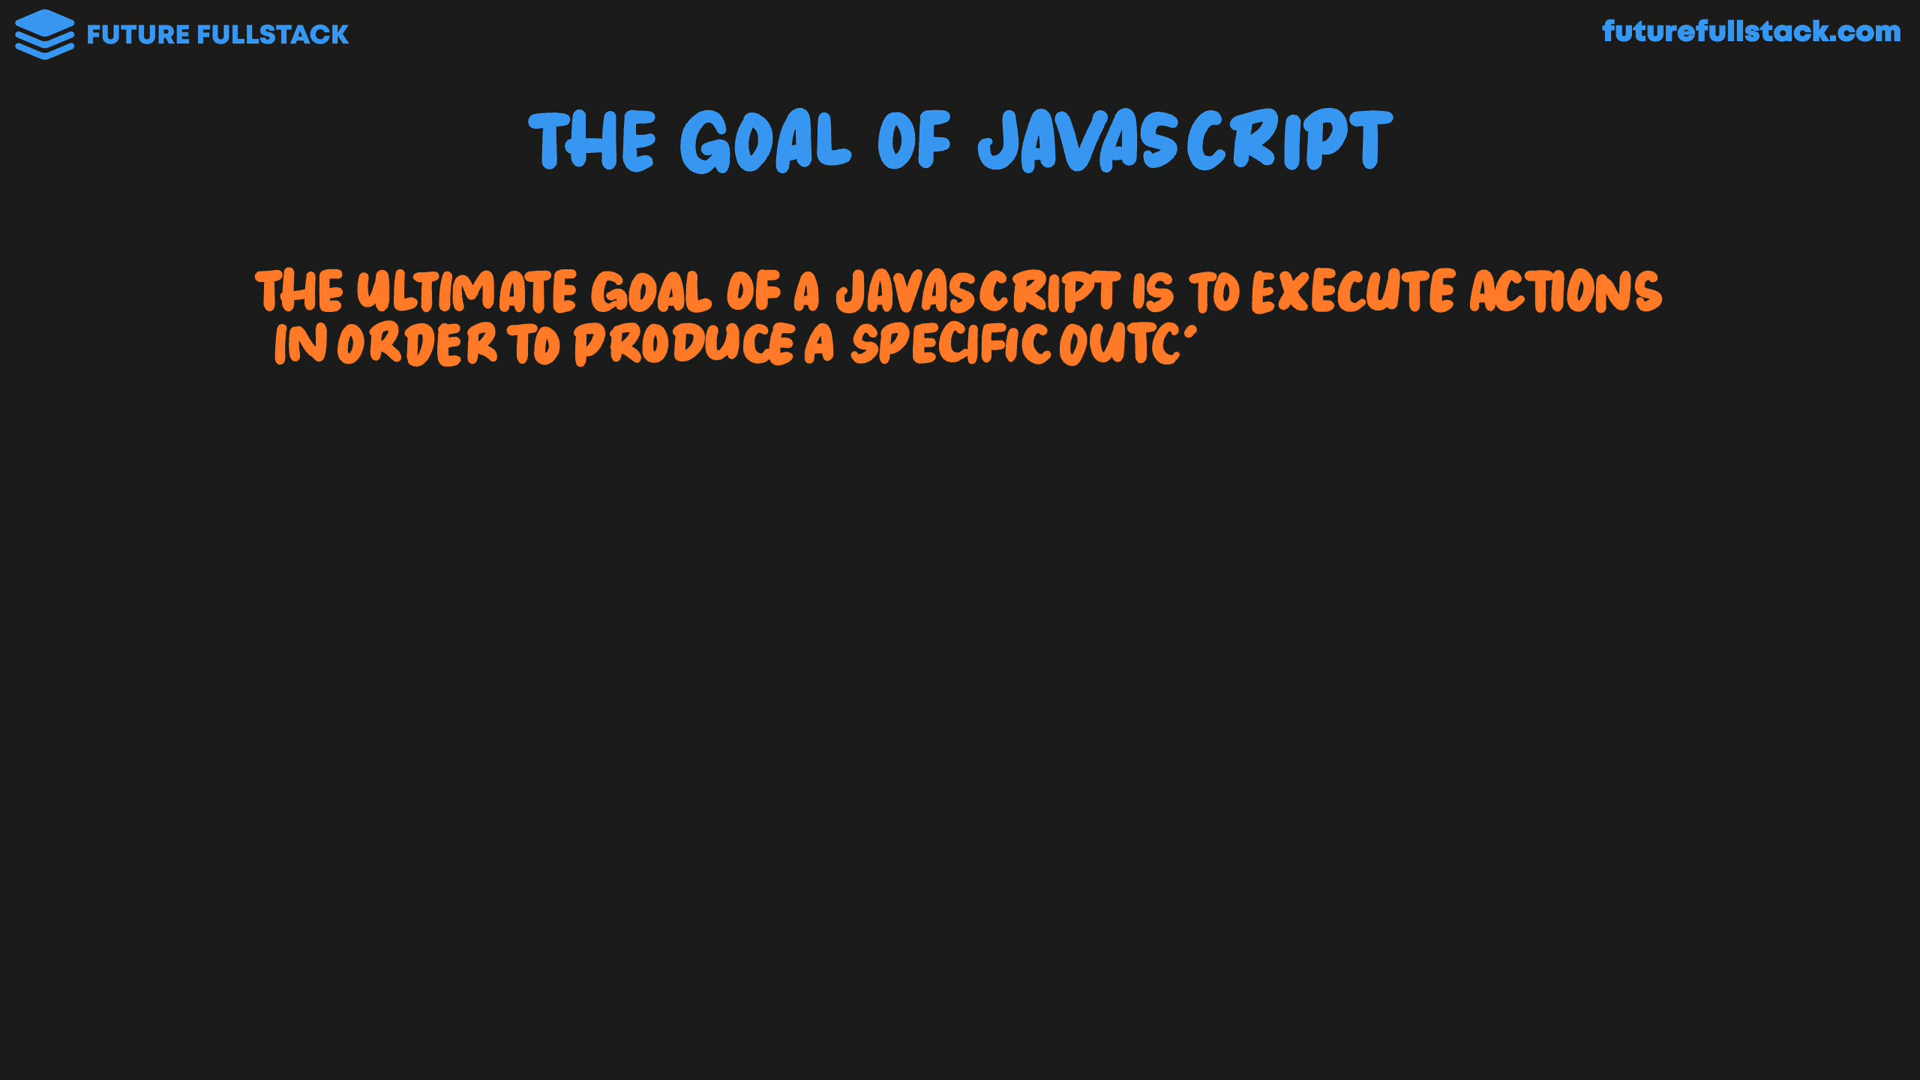 FUTURE FULLSTACK
futurefullstack.com
THE GOAL OF JAVASCRIPT
THE ULTIMATE GOAL OF A JAVASCRIPT IS TO EXECUTE ACTIONS
IN ORDER TO PRODUCE A SPECIFIC OUTC